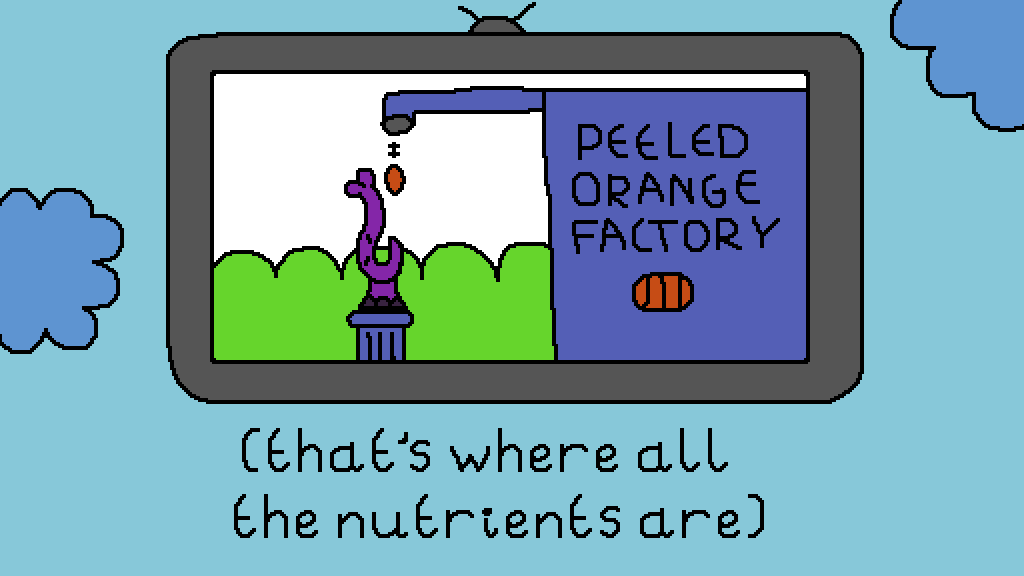 PEELED
ORANGE
FACTORY
(that's where all
the nutrients are)